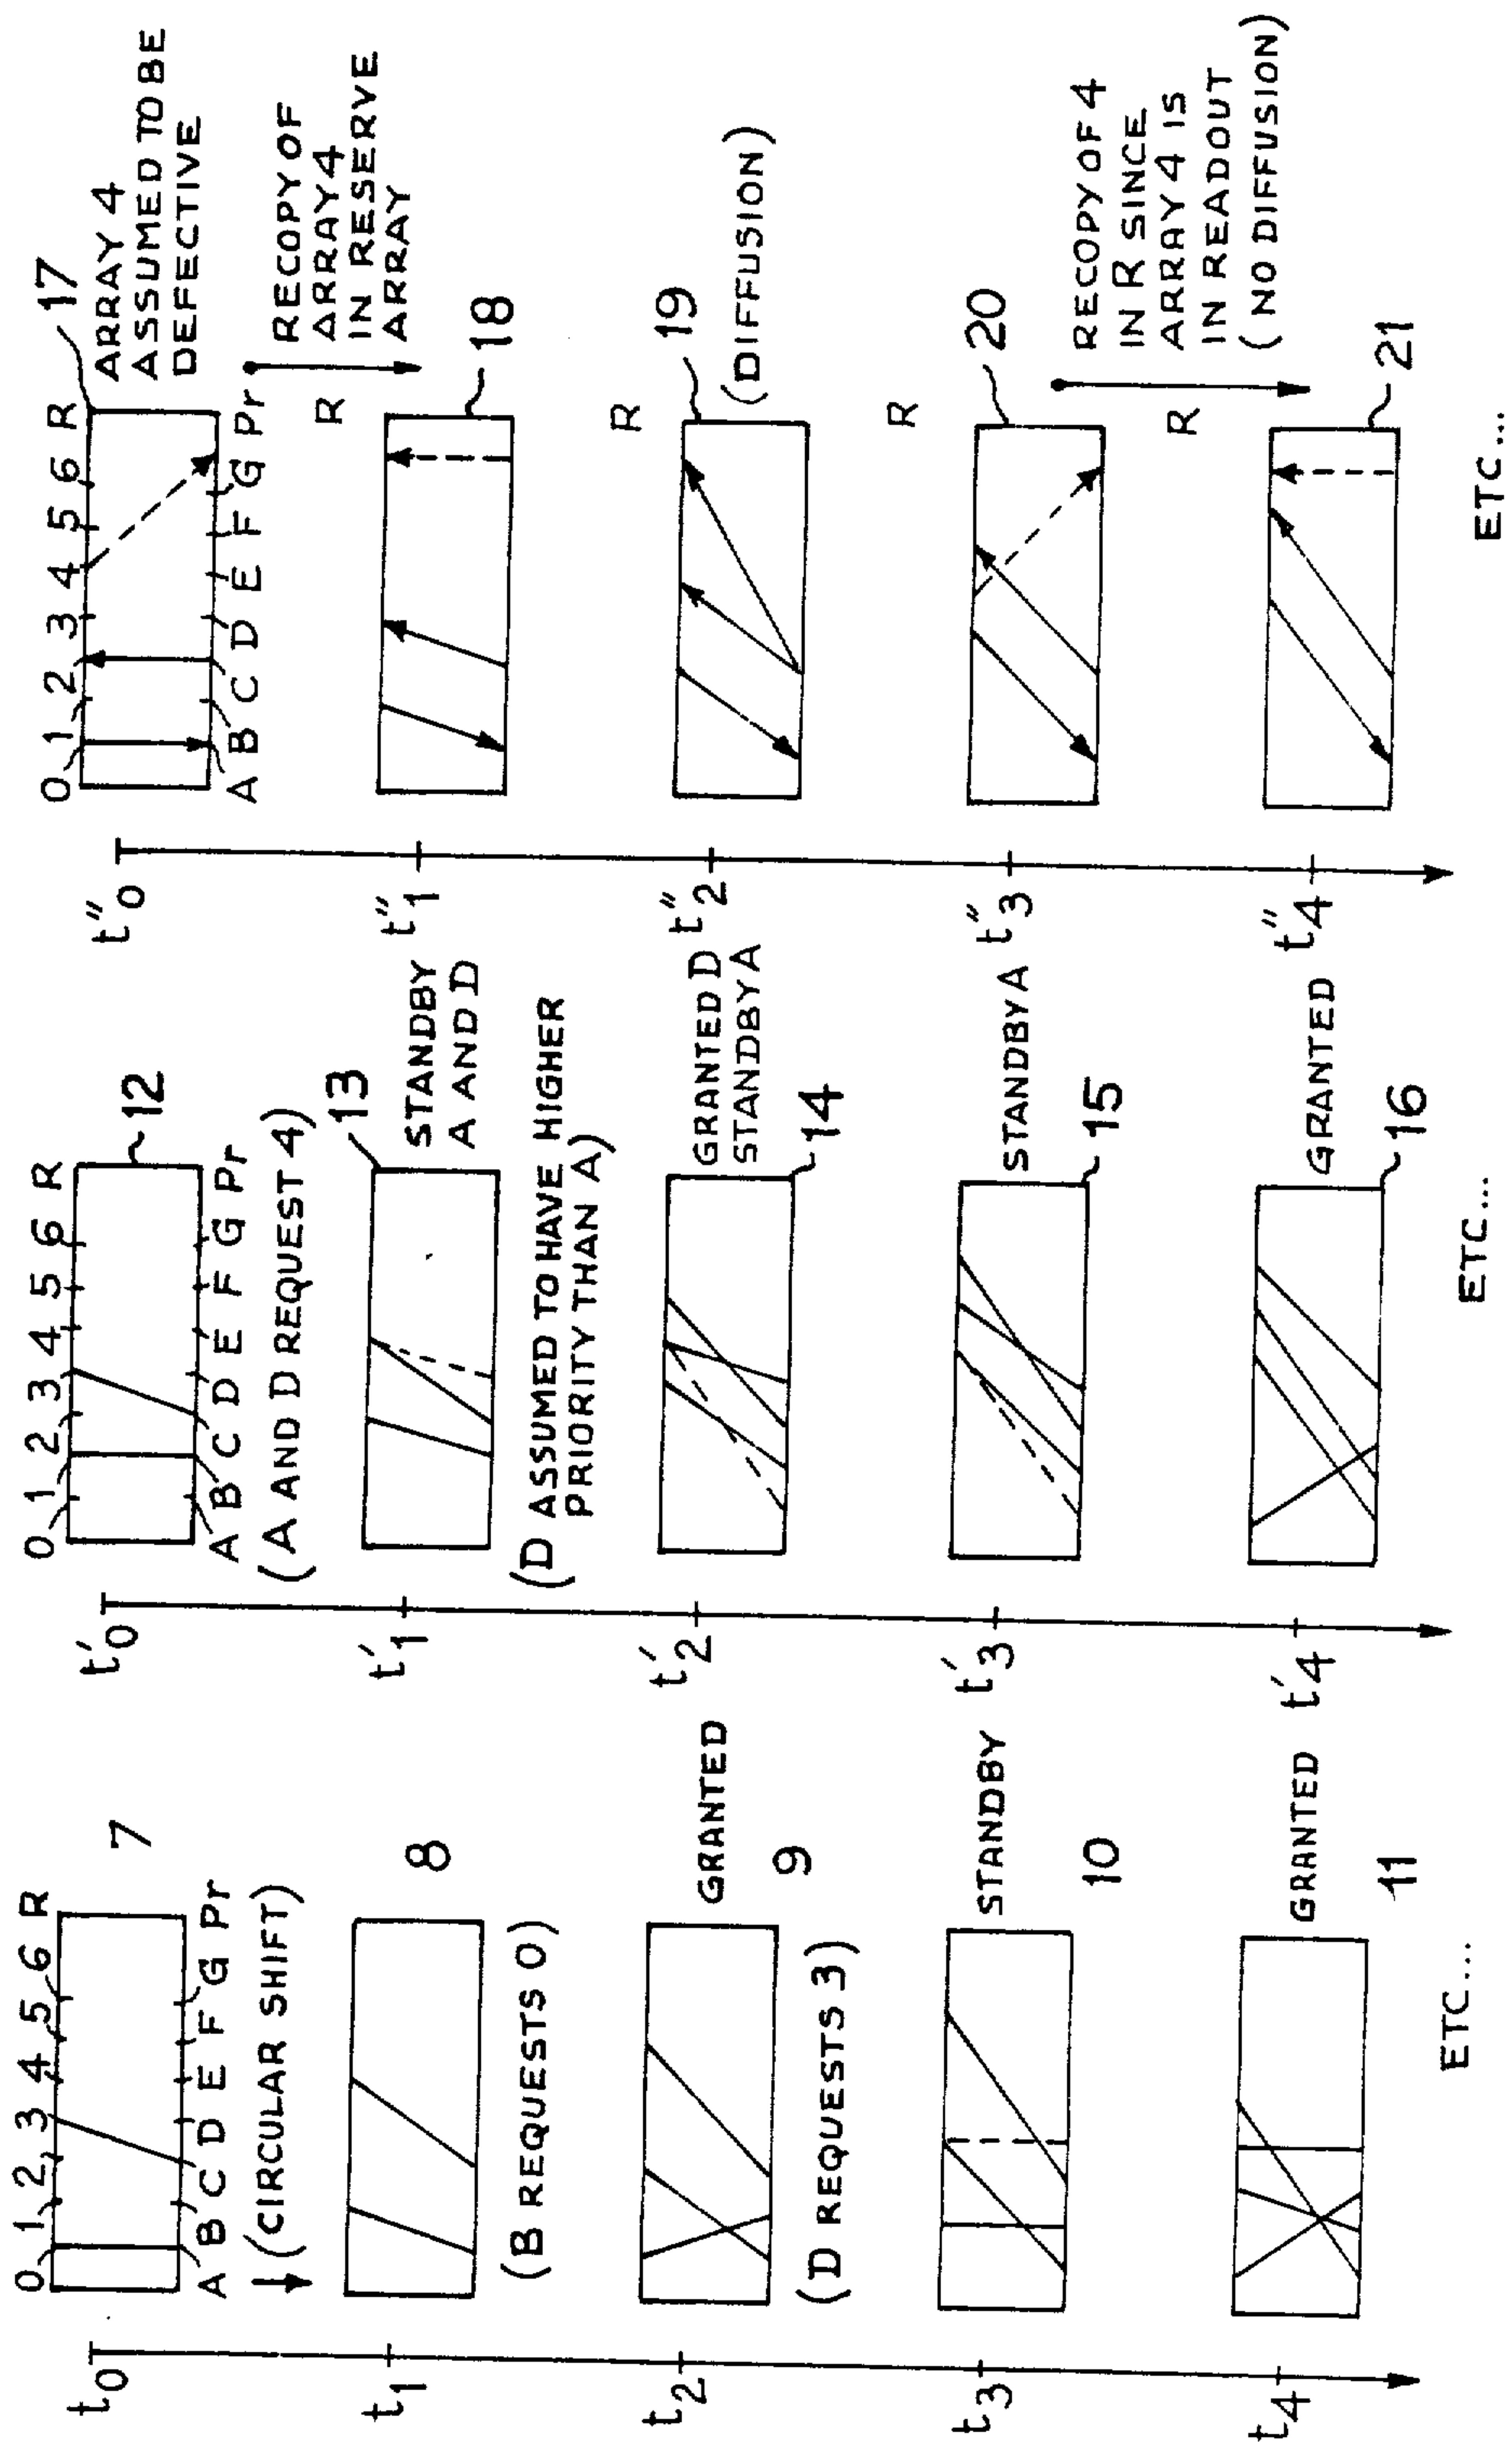 t0
0 1 2 3 4 5 6 R
7
A B C D E F G Pr
(CIRCULAR SHIFT)
t1
8
(B REQUESTS 0)
t2
GRANTED
9
(D REQUESTS 3)
t3
STANDBY
10
t4
GRANTED
11
ETC...
t'0
0 1 2 3 4 5 6 R
12
A B C D E F G Pr
(A AND D REQUEST 4)
t'1
13
STANDBY
A AND D
(D ASSUMED TO HAVE HIGHER
PRIORITY THAN A)
t'2
GRANTED D
STANDBY A
14
t'3
STANDBY A
15
t'4
GRANTED
16
ETC...
t"0
0 1 2 3 4 5 6 R
17
ARRAY 4
ASSUMED TO BE
DEFECTIVE
A B C D E F G Pr
RECOPY OF
ARRAY 4
IN RESERVE
ARRAY
t"1
R
18
t"2
R
19
(DIFFUSION)
t"3
R
20
RECOPY OF 4
IN R SINCE
ARRAY 4 IS
IN READOUT
(NO DIFFUSION)
t"4
R
21
ETC...